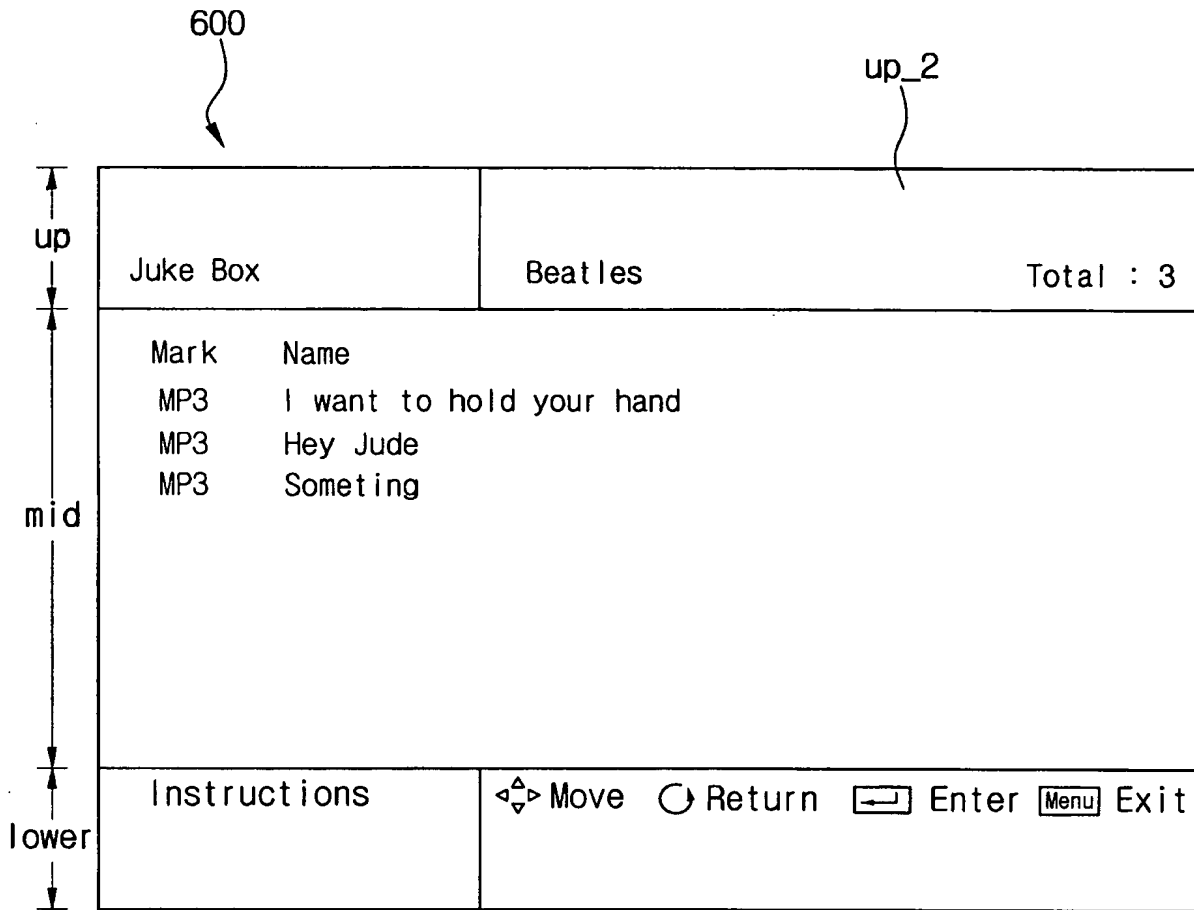 600
up_2
up
Juke Box Beatles Total : 3
Mark Name
MP3 I want to hold your hand
MP3 Hey Jude
MP3 Someting
mid
Instructions Move Return Enter Menu Exit
lower